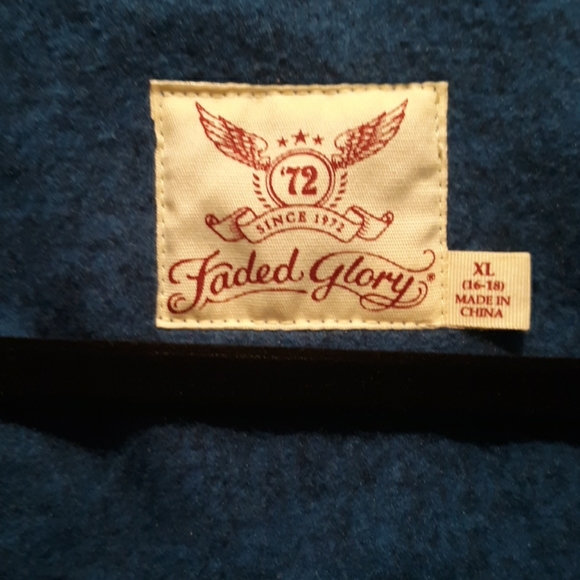 '72
SINCE 1972
Faded Glory®
XL
(16-18)
MADE IN
CHINA